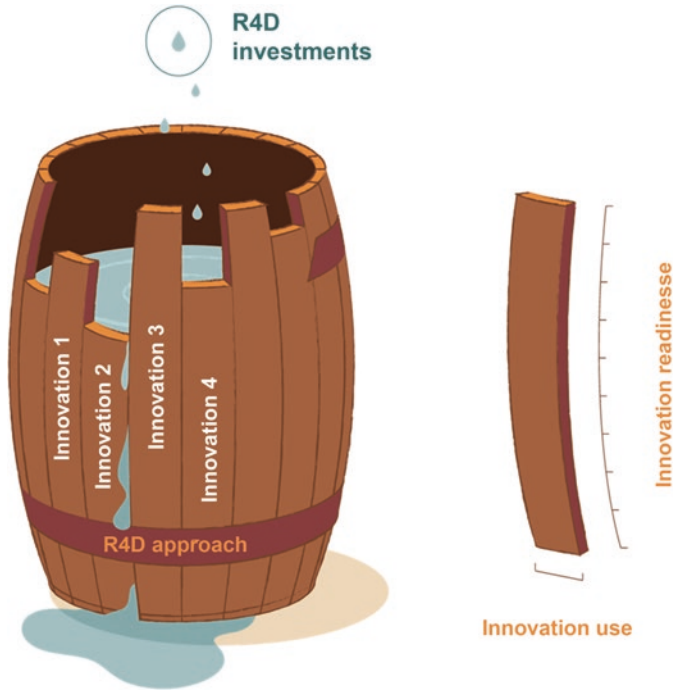 R4D
investments
Innovation 1
Innovation 2
Innovation 3
Innovation 4
R4D approach
Innovation readinesse
Innovation use